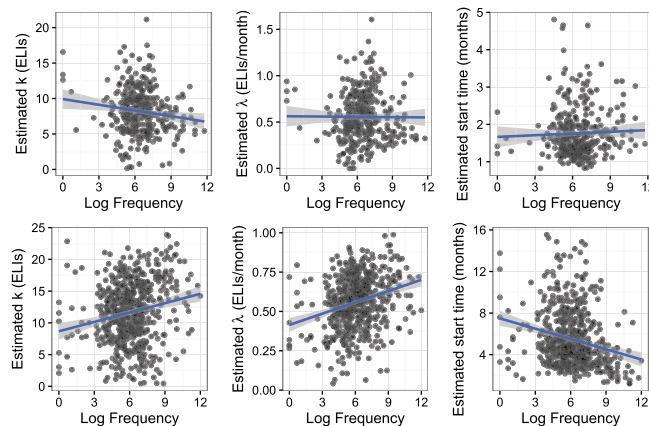 Estimated k (ELIs)
20
15
10
5
0
0 3 6 9 12
Log Frequency
Estimated λ (ELIs/month)
1.5
1.0
0.5
0.0
0 3 6 9 12
Log Frequency
Estimated start time (months)
5
4
3
2
1
0 3 6 9 12
Log Frequency
Estimated k (ELIs)
25
20
15
10
5
0
0 3 6 9 12
Log Frequency
Estimated λ (ELIs/month)
1.00
0.75
0.50
0.25
0.00
0 3 6 9 12
Log Frequency
Estimated start time (months)
16
12
8
4
0 3 6 9 12
Log Frequency